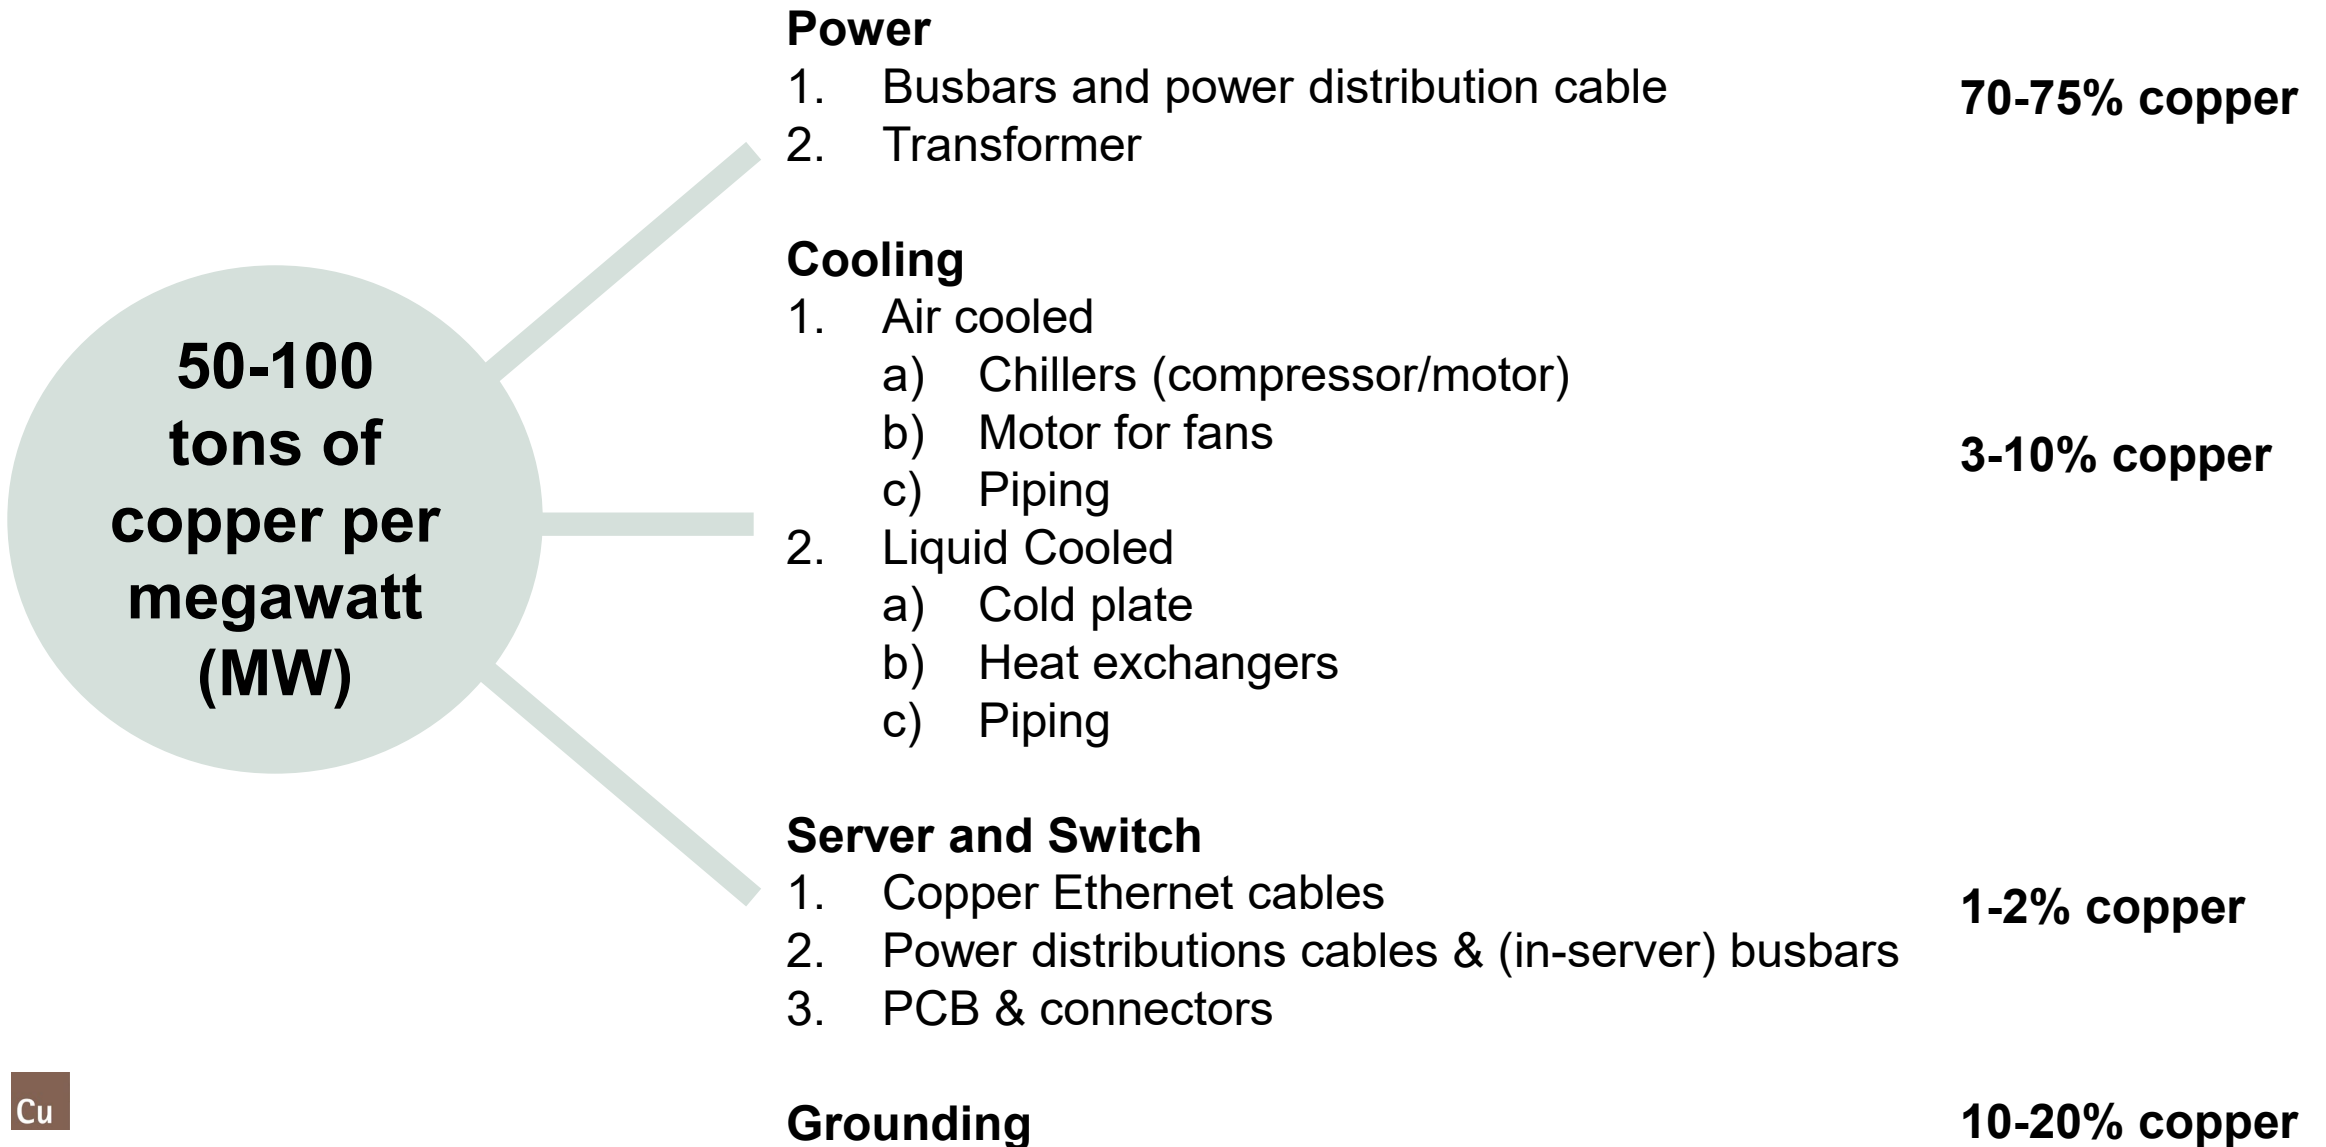 Power
1. Busbars and power distribution cable
2. Transformer
70-75% copper
Cooling
1. Air cooled
a) Chillers (compressor/motor)
b) Motor for fans
c) Piping
2. Liquid Cooled
a) Cold plate
b) Heat exchangers
c) Piping
3-10% copper
50-100
tons of
copper per
megawatt
(MW)
Server and Switch
1. Copper Ethernet cables
2. Power distributions cables & (in-server) busbars
3. PCB & connectors
1-2% copper
Grounding
10-20% copper
Cu